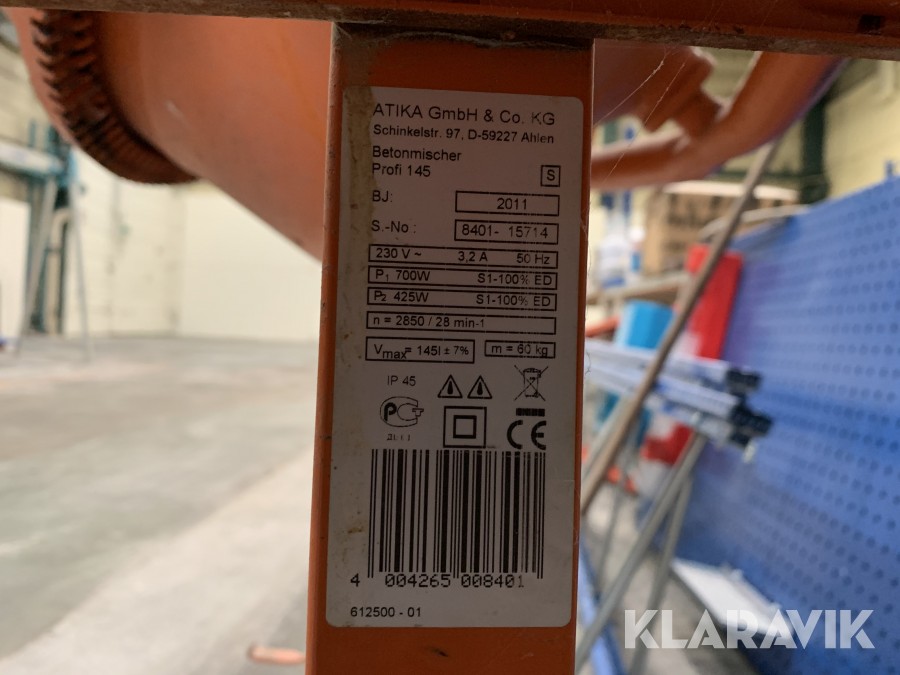 ATIKA GmbH & Co. KG
Schinkelstr. 97, D-59227 Ahlen
Betonmischer
Profi 145 S
BJ: 2011
S.-No : 8401- 15714
230 V ~ 3,2 A 50 Hz
P1 700W S1-100% ED
P2 425W S1-100% ED
n = 2850 / 28 min-1
Vmax= 145l ± 7% m = 60 kg
IP 45
CE
4 004265 008401
612500 - 01
KLARAVIK